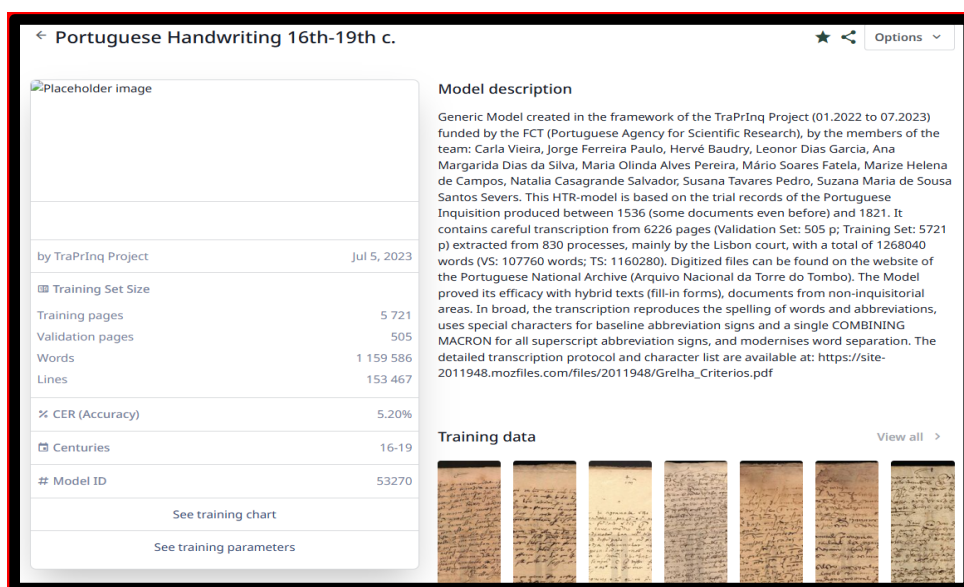 ← Portuguese Handwriting 16th-19th c.
Options
Placeholder image
by TraPrInq Project Jul 5, 2023
Training Set Size
Training pages 5 721
Validation pages 505
Words 1 159 586
Lines 153 467
CER (Accuracy) 5.20%
Centuries 16-19
# Model ID 53270
See training chart
See training parameters
Model description
Generic Model created in the framework of the TraPrInq Project (01.2022 to 07.2023)
funded by the FCT (Portuguese Agency for Scientific Research), by the members of the
team: Carla Vieira, Jorge Ferreira Paulo, Hervé Baudry, Leonor Dias Garcia, Ana
Margarida Dias da Silva, Maria Olinda Alves Pereira, Mário Soares Fatela, Marize Helena
de Campos, Natalia Casagrande Salvador, Susana Tavares Pedro, Suzana Maria de Sousa
Santos Severs. This HTR-model is based on the trial records of the Portuguese
Inquisition produced between 1536 (some documents even before) and 1821. It
contains careful transcription from 6226 pages (Validation Set: 505 p; Training Set: 5721
p) extracted from 830 processes, mainly by the Lisbon court, with a total of 1268040
words (VS: 107760 words; TS: 1160280). Digitized files can be found on the website of
the Portuguese National Archive (Arquivo Nacional da Torre do Tombo). The Model
proved its efficacy with hybrid texts (fill-in forms), documents from non-inquisitorial
areas. In broad, the transcription reproduces the spelling of words and abbreviations,
uses special characters for baseline abbreviation signs and a single COMBINING
MACRON for all superscript abbreviation signs, and modernises word separation. The
detailed transcription protocol and character list are available at: https://site-
2011948.mozfiles.com/files/2011948/Grelha_Criterios.pdf
Training data View all >